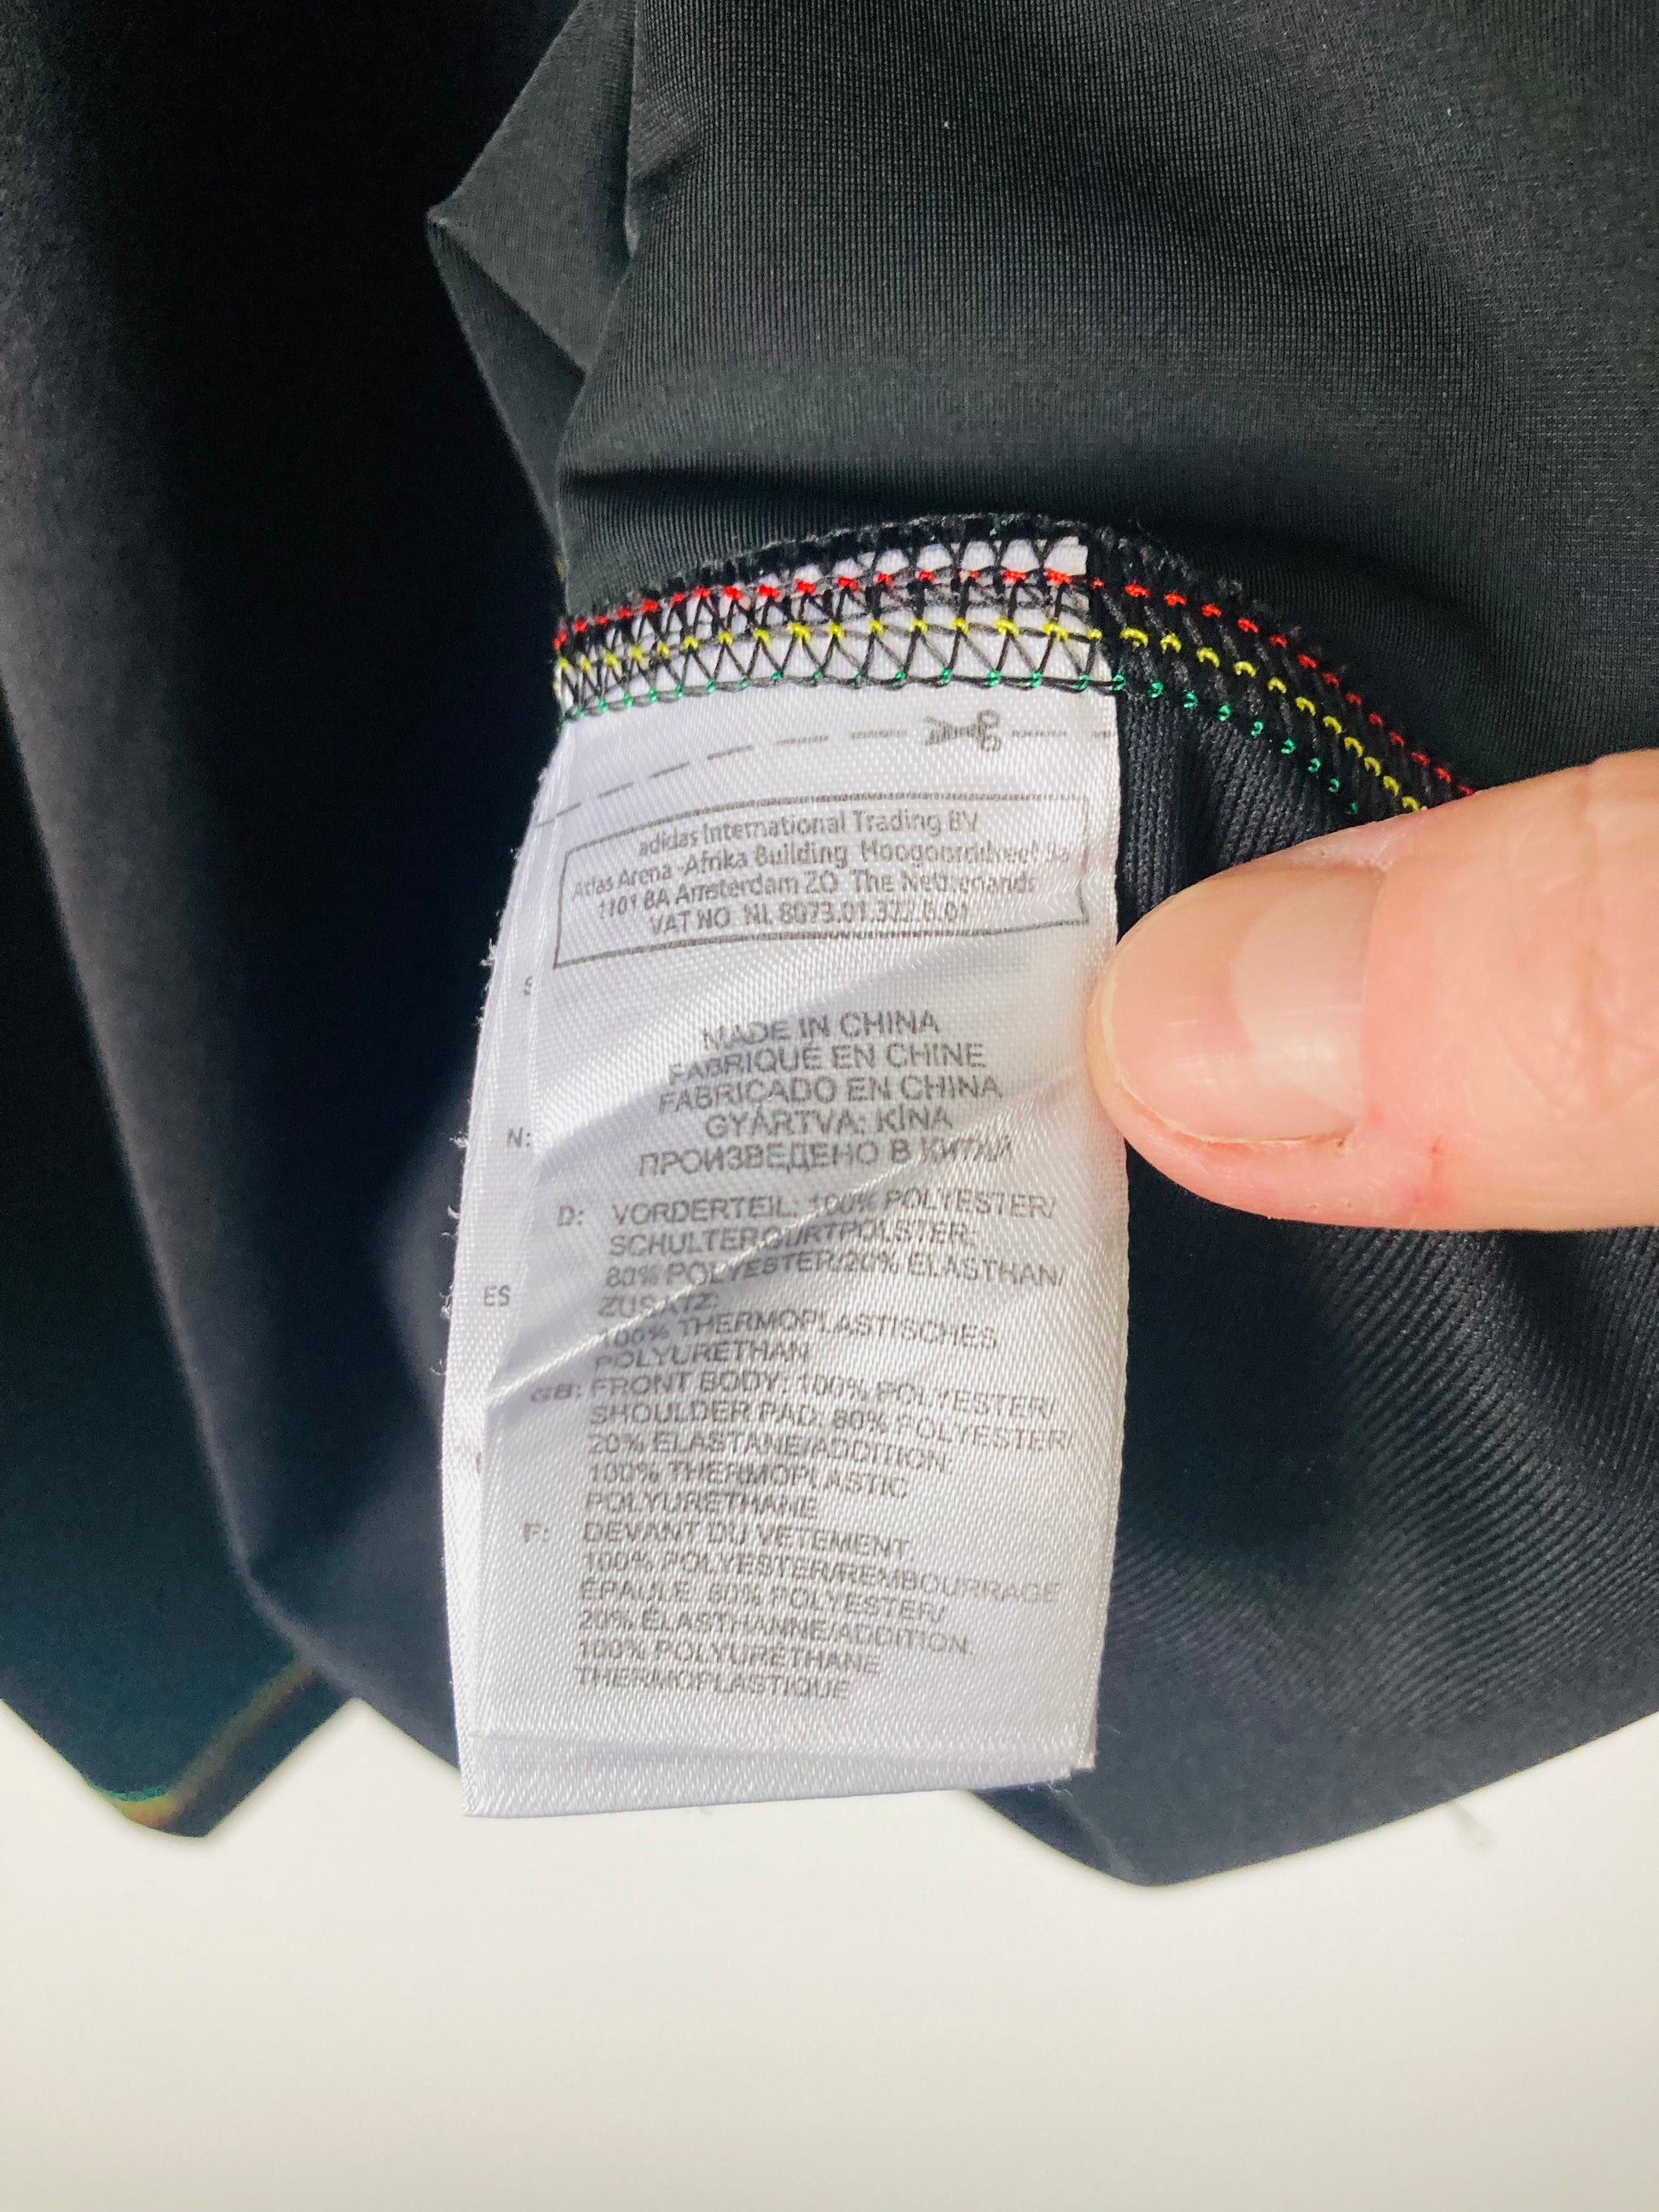 adidas International Trading BV
Atlas Arena -Afrika Building Hoogoorddreef 9a
1101 BA Amsterdam ZO The Netherlands
VAT NO. NL 8073.01.327.B.01
S
MADE IN CHINA
FABRIQUÉ EN CHINE
FABRICADO EN CHINA
GYÁRTVA: KÍNA
ПРОИЗВЕДЕНО В КИТАЙ
N:
D: VORDERTEIL: 100% POLYESTER/
SCHULTERGURTPOLSTER:
80% POLYESTER/20% ELASTHAN/
ES
ZUSATZ:
100% THERMOPLASTISCHES
POLYURETHAN
GB: FRONT BODY: 100% POLYESTER/
SHOULDER PAD: 80% POLYESTER/
20% ELASTANE/ADDITION:
100% THERMOPLASTIC
POLYURETHANE
F: DEVANT DU VETEMENT:
100% POLYESTER/REMBOURRAGE
ÉPAULE: 80% POLYESTER/
20% ÉLASTHANNE/ADDITION:
100% POLYURÉTHANE
THERMOPLASTIQUE